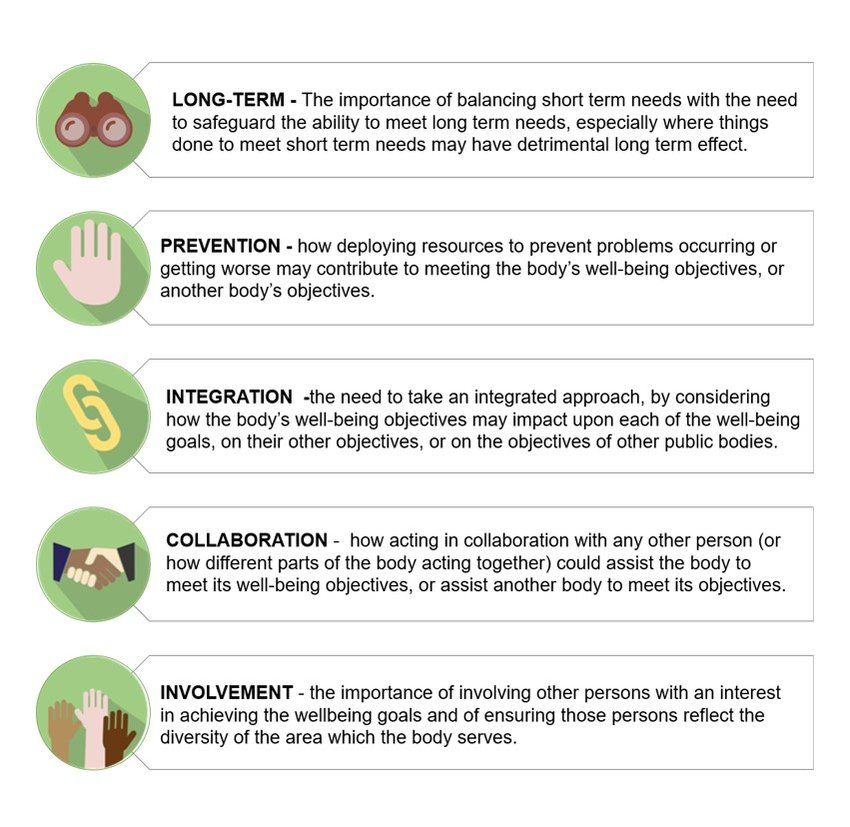 LONG-TERM - The importance of balancing short term needs with the need
to safeguard the ability to meet long term needs, especially where things
done to meet short term needs may have detrimental long term effect.
PREVENTION - how deploying resources to prevent problems occurring or
getting worse may contribute to meeting the body’s well-being objectives, or
another body’s objectives.
INTEGRATION  -the need to take an integrated approach, by considering
how the body’s well-being objectives may impact upon each of the well-being
goals, on their other objectives, or on the objectives of other public bodies.
COLLABORATION -  how acting in collaboration with any other person (or
how different parts of the body acting together) could assist the body to
meet its well-being objectives, or assist another body to meet its objectives.
INVOLVEMENT - the importance of involving other persons with an interest
in achieving the wellbeing goals and of ensuring those persons reflect the
diversity of the area which the body serves.